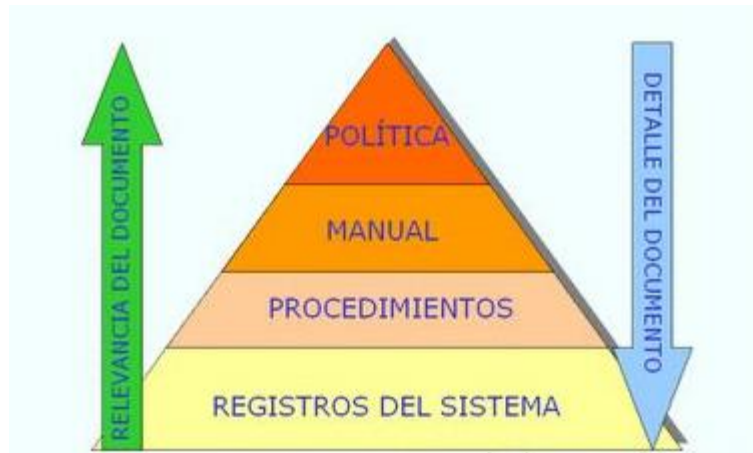 POLÍTICA
MANUAL
PROCEDIMIENTOS
REGISTROS DEL SISTEMA
RELEVANCIA DEL DOCUMENTO
DETALLE DEL DOCUMENTO